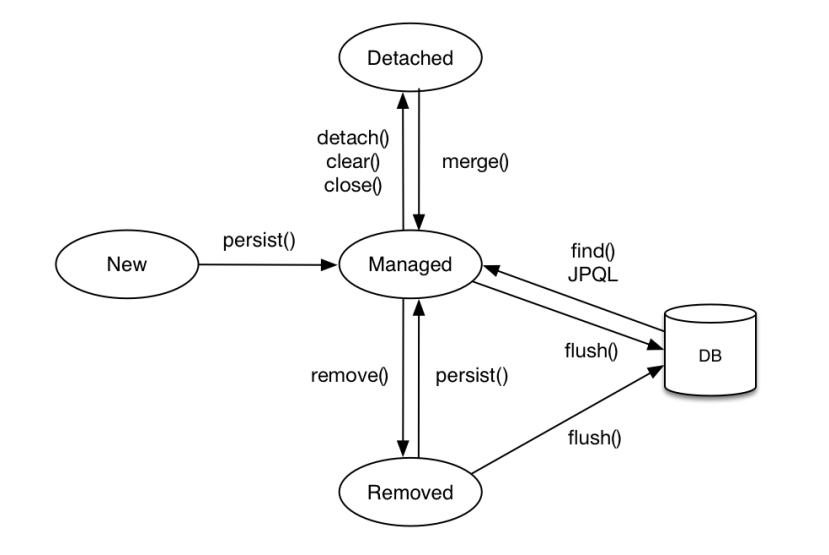 Detached
detach()
clear()
close()
merge()
persist()
New
Managed
find()
JPQL
flush()
DB
remove()
persist()
flush()
Removed